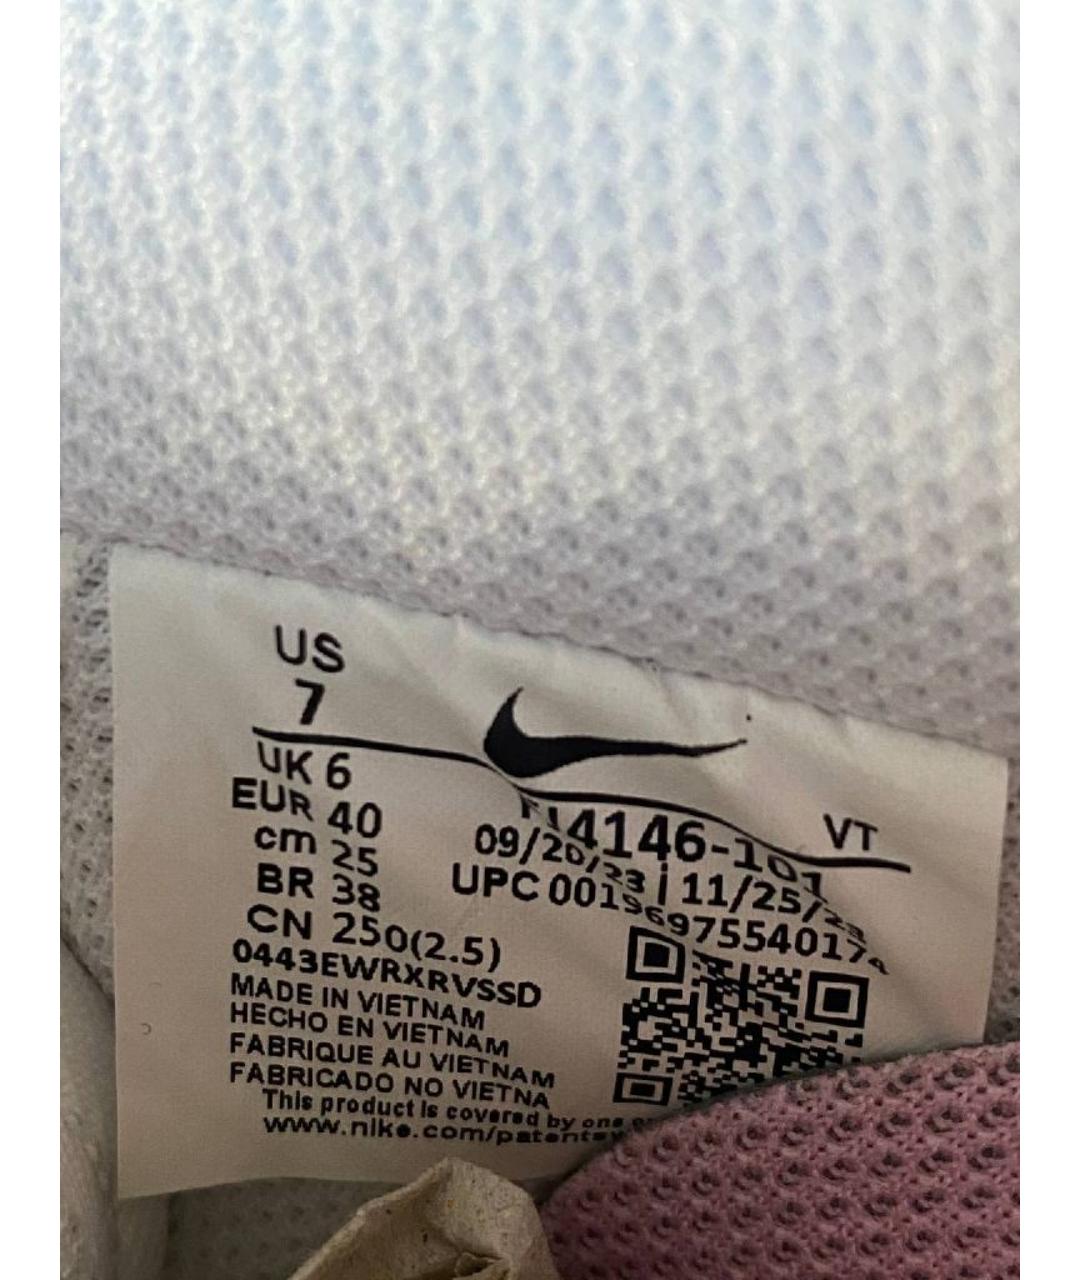 US
7
UK 6
EUR 40
cm 25
BR 38
CN 250(2.5)
VT
09/20/23 | 11/25/23
UPC 00196975540174
0443EWRXRVSSD
MADE IN VIETNAM
HECHO EN VIETNAM
FABRIQUE AU VIETNAM
FABRICADO NO VIETNA
This product is covered by one
www.nike.com/patents